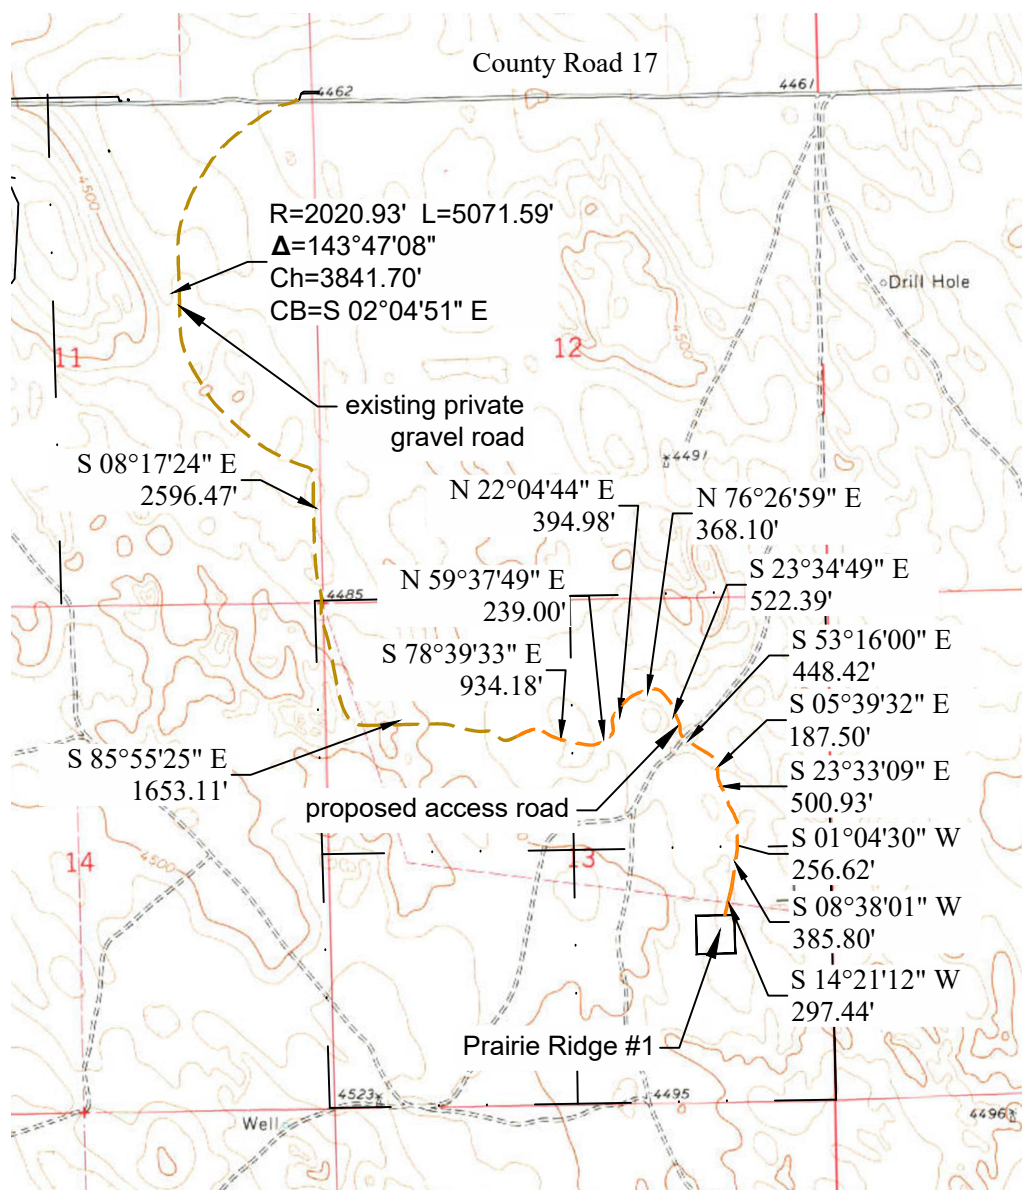 County Road 17
4462
4461
4500
R=2020.93' L=5071.59'
Δ=143°47'08"
Ch=3841.70'
CB=S 02°04'51" E
Drill Hole
4500
11
12
existing private
gravel road
S 08°17'24" E
2596.47'
4491
N 22°04'44" E
394.98'
N 76°26'59" E
368.10'
S 23°34'49" E
522.39'
N 59°37'49" E
239.00'
4485
S 78°39'33" E
934.18'
S 53°16'00" E
448.42'
S 05°39'32" E
187.50'
S 85°55'25" E
1653.11'
S 23°33'09" E
500.93'
proposed access road
S 01°04'30" W
256.62'
14
4500
13
S 08°38'01" W
385.80'
S 14°21'12" W
297.44'
Prairie Ridge #1
4523
4495
Well
4496